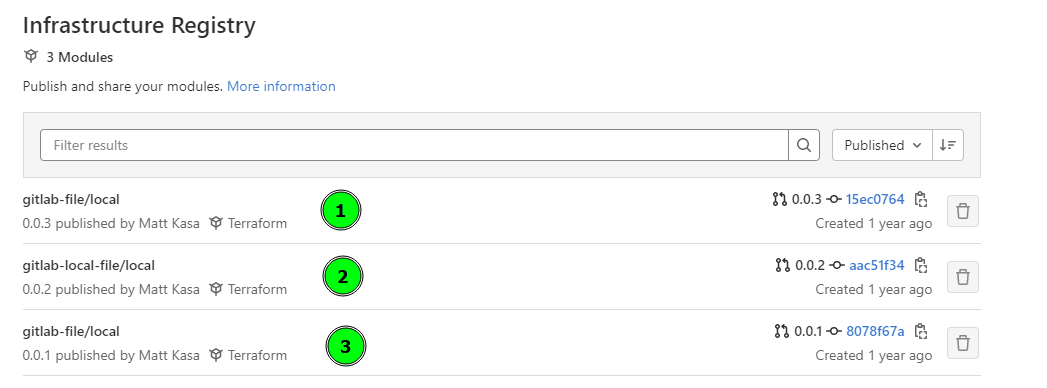 Infrastructure Registry
3 Modules
Publish and share your modules. More information
Filter results
Published
gitlab-file/local
1
0.0.3
15ec0764
0.0.3 published by Matt Kasa Terraform
Created 1 year ago
gitlab-local-file/local
2
0.0.2
aac51f34
0.0.2 published by Matt Kasa Terraform
Created 1 year ago
gitlab-file/local
3
0.0.1
8078f67a
0.0.1 published by Matt Kasa Terraform
Created 1 year ago